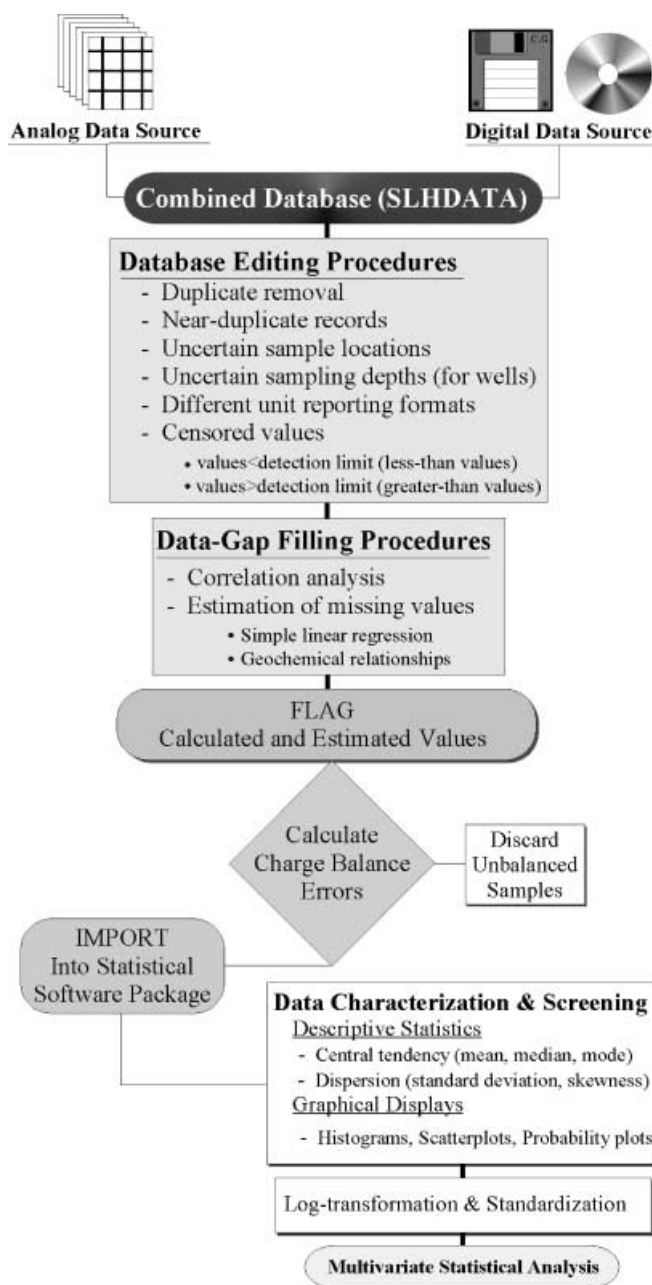 C.G
Analog Data Source
Digital Data Source
Combined Database (SLHDATA)
Database Editing Procedures
- Duplicate removal
- Near-duplicate records
- Uncertain sample locations
- Uncertain sampling depths (for wells)
- Different unit reporting formats
- Censored values
• values<detection limit (less-than values)
• values>detection limit (greater-than values)
Data-Gap Filling Procedures
- Correlation analysis
- Estimation of missing values
• Simple linear regression
• Geochemical relationships
FLAG
Calculated and Estimated Values
Calculate
Charge Balance
Errors
Discard
Unbalanced
Samples
IMPORT
Into Statistical
Software Package
Data Characterization & Screening
Descriptive Statistics
- Central tendency (mean, median, mode)
- Dispersion (standard deviation, skewness)
Graphical Displays
- Histograms, Scatterplots, Probability plots
Log-transformation & Standardization
Multivariate Statistical Analysis